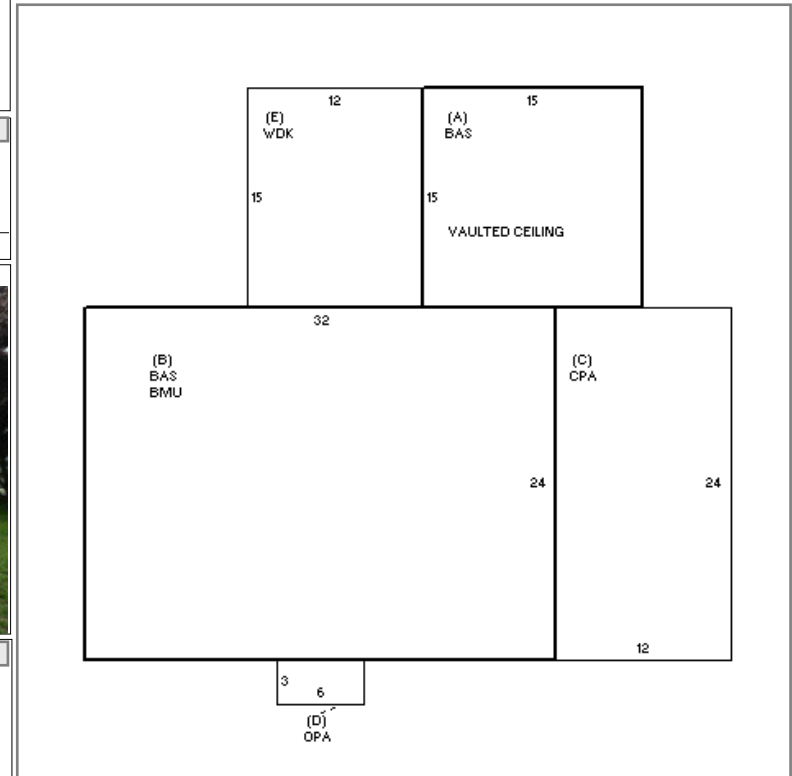 12
(E)
WDK
15
15
(A)
BAS
15
VAULTED CEILING
32
(B)
BAS
BMU
24
(C)
CPA
24
12
3
6
(D)
OPA